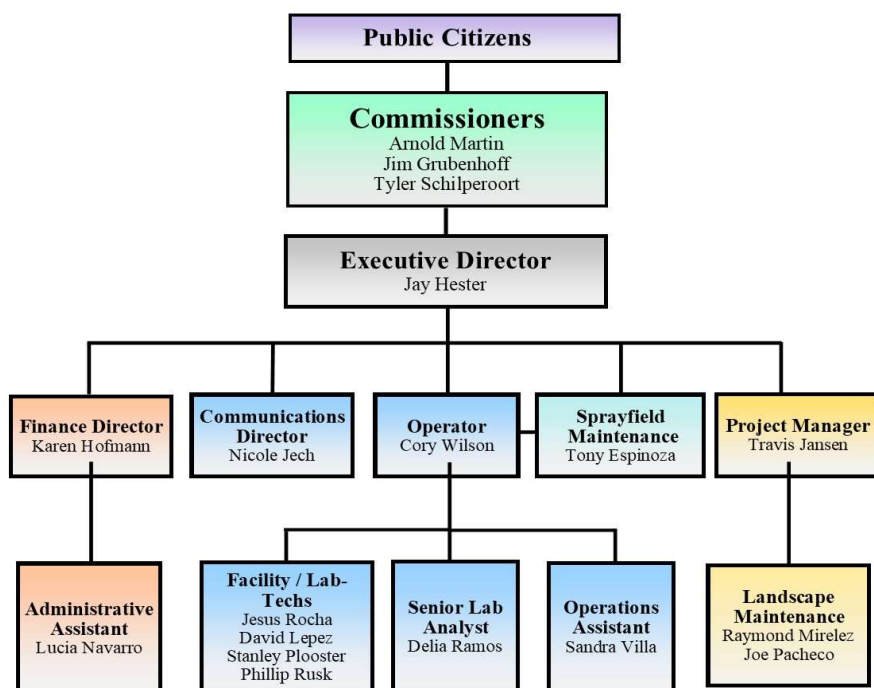 Public Citizens
Commissioners
Arnold Martin
Jim Grubenhoff
Tyler Schilperoort
Executive Director
Jay Hester
Finance Director
Karen Hofmann
Communications
Director
Nicole Jech
Operator
Cory Wilson
Sprayfield
Maintenance
Tony Espinoza
Project Manager
Travis Jansen
Administrative
Assistant
Lucia Navarro
Facility / Lab-
Techs
Jesus Rocha
David Lepez
Stanley Plooster
Phillip Rusk
Senior Lab
Analyst
Delia Ramos
Operations
Assistant
Sandra Villa
Landscape
Maintenance
Raymond Mirelez
Joe Pacheco